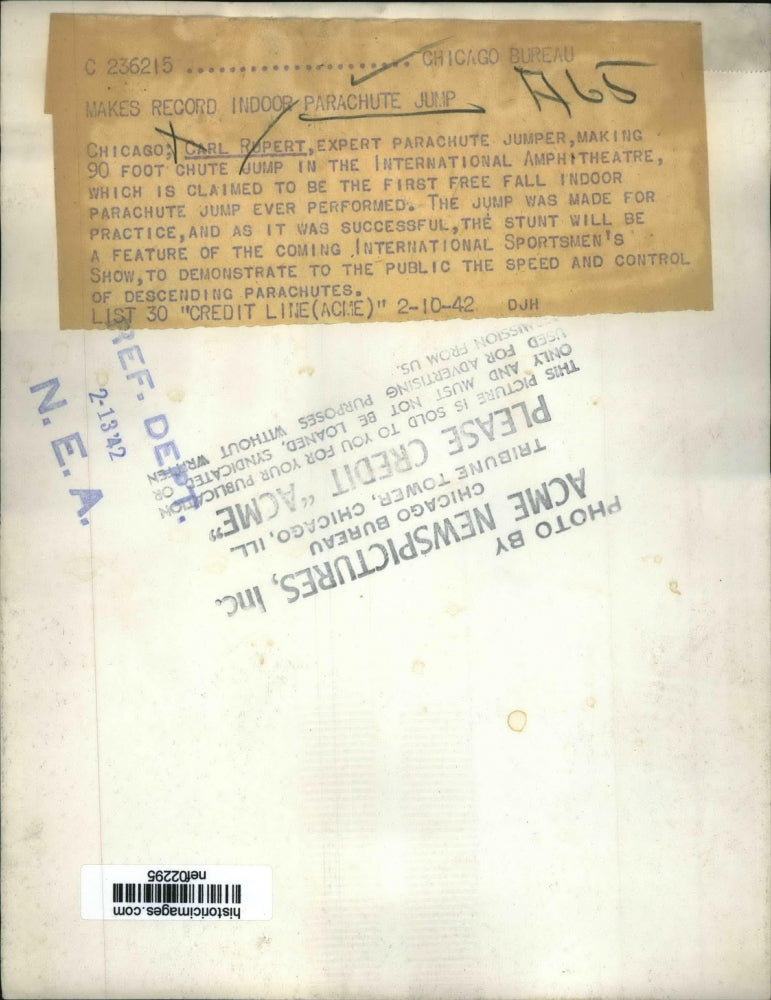 C 236215 ........................ CHICAGO BUREAU
A65
MAKES RECORD INDOOR PARACHUTE JUMP
CHICAGO; CARL RUPERT, EXPERT PARACHUTE JUMPER, MAKING
90 FOOT CHUTE JUMP IN THE INTERNATIONAL AMPHITHEATRE,
WHICH IS CLAIMED TO BE THE FIRST FREE FALL INDOOR
PARACHUTE JUMP EVER PERFORMED. THE JUMP WAS MADE FOR
PRACTICE, AND AS IT WAS SUCCESSFUL, THE STUNT WILL BE
A FEATURE OF THE COMING INTERNATIONAL SPORTSMEN'S
SHOW, TO DEMONSTRATE TO THE PUBLIC THE SPEED AND CONTROL
OF DESCENDING PARACHUTES.
LIST 30 "CREDIT LINE(ACME)" 2-10-42 DJH
REF. DEPT.
2-13-42
N. E. A.
PHOTO BY
ACME NEWSPICTURES, Inc.
CHICAGO BUREAU
TRIBUNE TOWER, CHICAGO, ILL.
PLEASE CREDIT "ACME"
THIS PICTURE IS SOLD TO YOU FOR YOUR PUBLICATION
ONLY AND MUST NOT BE LOANED, SYNDICATED, OR
USED FOR ADVERTISING PURPOSES WITHOUT WRITTEN
PERMISSION FROM US.
historicimages.com
nef02295